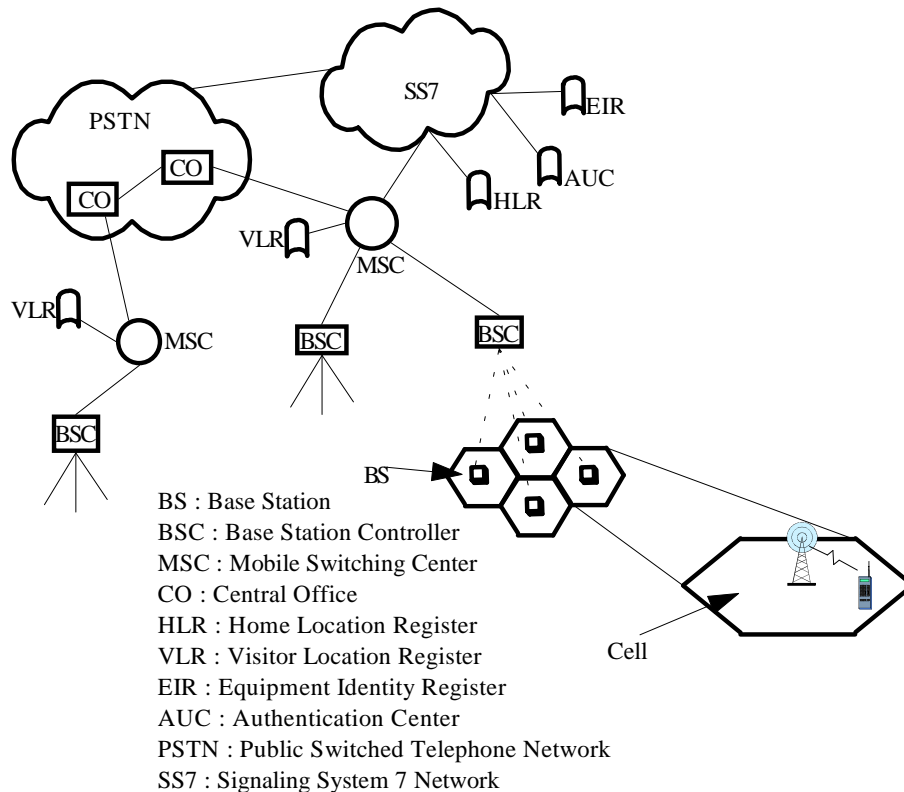 SS7
EIR
PSTN
CO
AUC
CO
HLR
VLR
MSC
VLR
MSC
BSC
BSC
BSC
BS
BS : Base Station
BSC : Base Station Controller
MSC : Mobile Switching Center
CO : Central Office
HLR : Home Location Register
Cell
VLR : Visitor Location Register
EIR : Equipment Identity Register
AUC : Authentication Center
PSTN : Public Switched Telephone Network
SS7 : Signaling System 7 Network